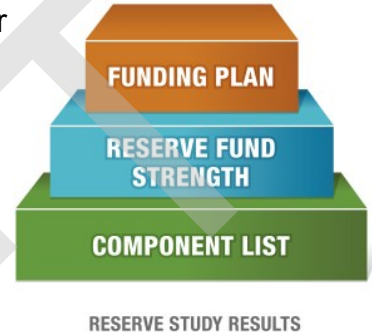 r
FUNDING PLAN
RESERVE FUND
STRENGTH
COMPONENT LIST
RESERVE STUDY RESULTS